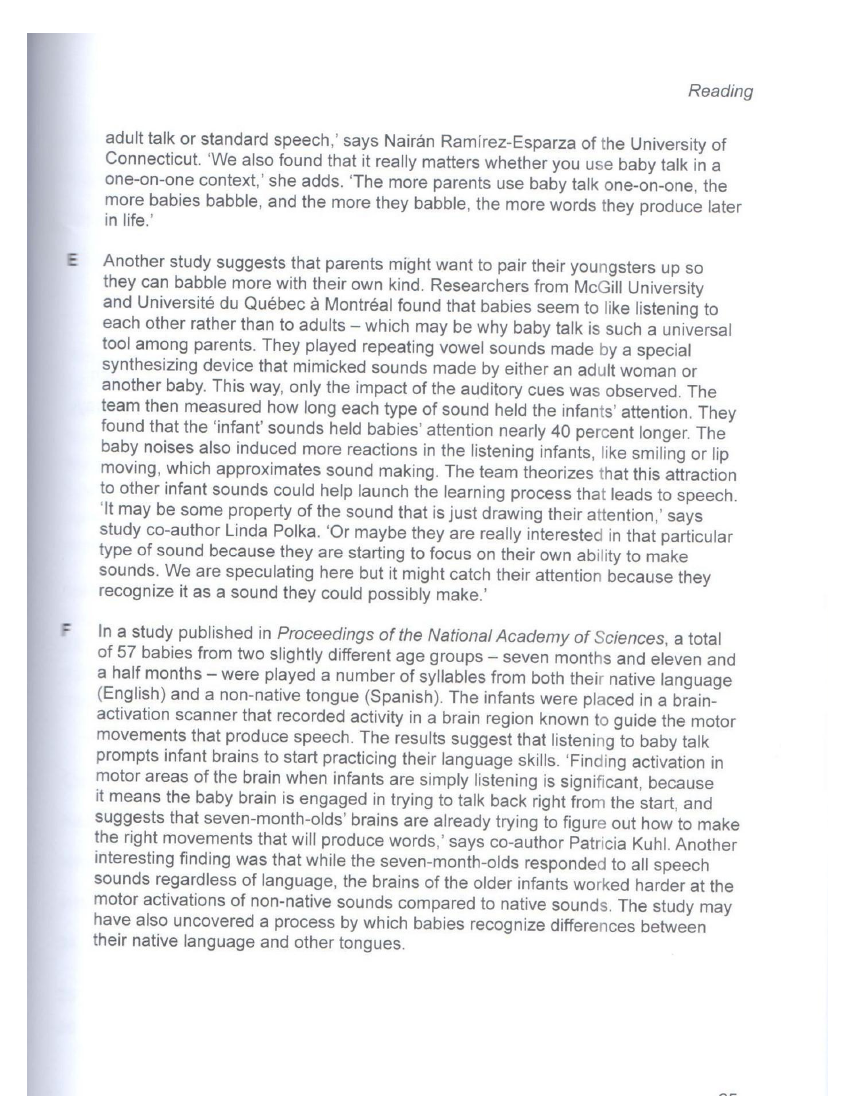 Reading
adult talk or standard speech,' says Nairán Ramírez-Esparza of the University of
Connecticut. 'We also found that it really matters whether you use baby talk in a
one-on-one context,' she adds. 'The more parents use baby talk one-on-one, the
more babies babble, and the more they babble, the more words they produce later
in life.'
E Another study suggests that parents might want to pair their youngsters up so
they can babble more with their own kind. Researchers from McGill University
and Université du Québec à Montréal found that babies seem to like listening to
each other rather than to adults – which may be why baby talk is such a universal
tool among parents. They played repeating vowel sounds made by a special
synthesizing device that mimicked sounds made by either an adult woman or
another baby. This way, only the impact of the auditory cues was observed. The
team then measured how long each type of sound held the infants' attention. They
found that the 'infant' sounds held babies' attention nearly 40 percent longer. The
baby noises also induced more reactions in the listening infants, like smiling or lip
moving, which approximates sound making. The team theorizes that this attraction
to other infant sounds could help launch the learning process that leads to speech.
'It may be some property of the sound that is just drawing their attention,' says
study co-author Linda Polka. 'Or maybe they are really interested in that particular
type of sound because they are starting to focus on their own ability to make
sounds. We are speculating here but it might catch their attention because they
recognize it as a sound they could possibly make.'
F In a study published in Proceedings of the National Academy of Sciences, a total
of 57 babies from two slightly different age groups – seven months and eleven and
a half months – were played a number of syllables from both their native language
(English) and a non-native tongue (Spanish). The infants were placed in a brain-
activation scanner that recorded activity in a brain region known to guide the motor
movements that produce speech. The results suggest that listening to baby talk
prompts infant brains to start practicing their language skills. 'Finding activation in
motor areas of the brain when infants are simply listening is significant, because
it means the baby brain is engaged in trying to talk back right from the start, and
suggests that seven-month-olds' brains are already trying to figure out how to make
the right movements that will produce words,' says co-author Patricia Kuhl. Another
interesting finding was that while the seven-month-olds responded to all speech
sounds regardless of language, the brains of the older infants worked harder at the
motor activations of non-native sounds compared to native sounds. The study may
have also uncovered a process by which babies recognize differences between
their native language and other tongues.